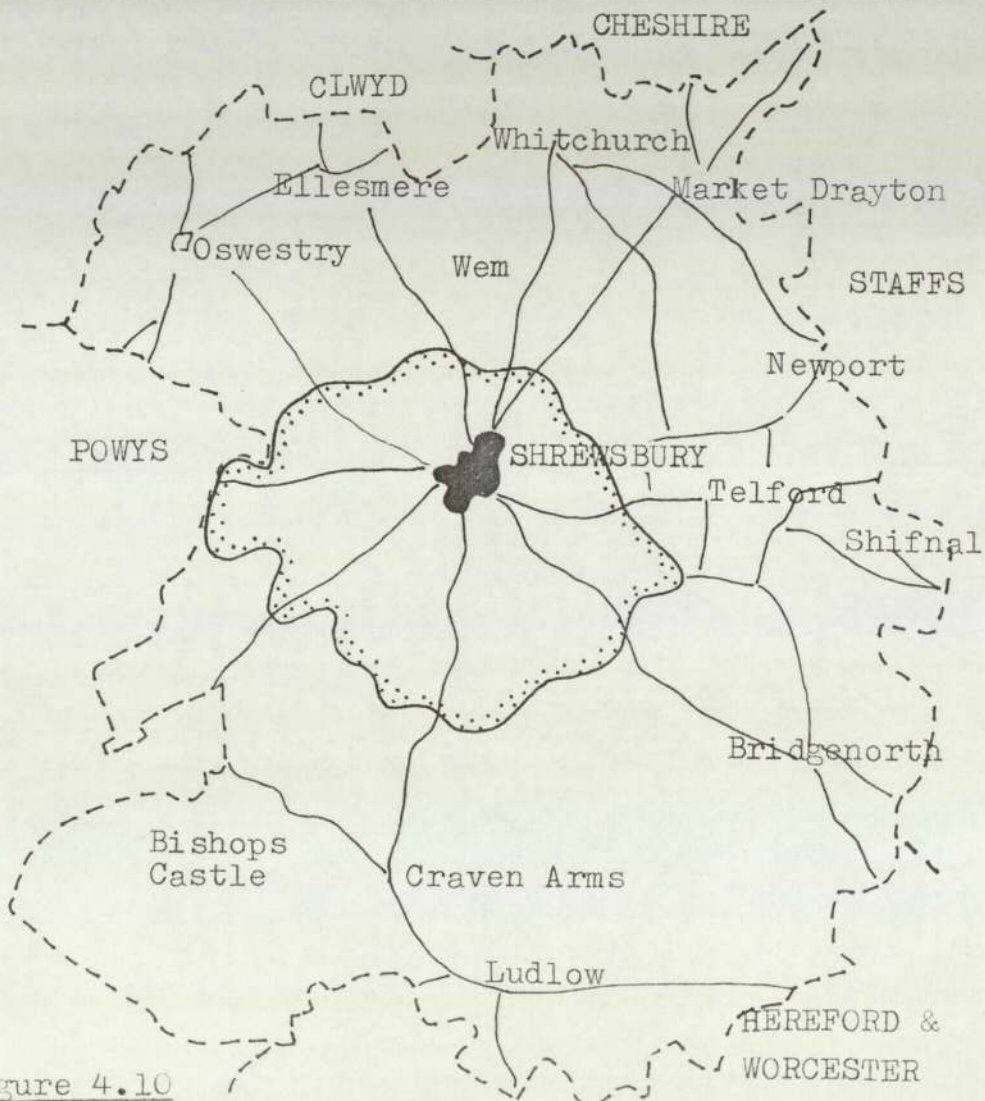 CHESHIRE
CLWYD
Whitchurch
Ellesmere
Market Drayton
Oswestry
Wem
STAFFS
Newport
POWYS
SHREWSBURY
Telford
Shifnal
Bridgenorth
Bishops
Castle
Craven Arms
Ludlow
HEREFORD &
WORCESTER
gure 4.10